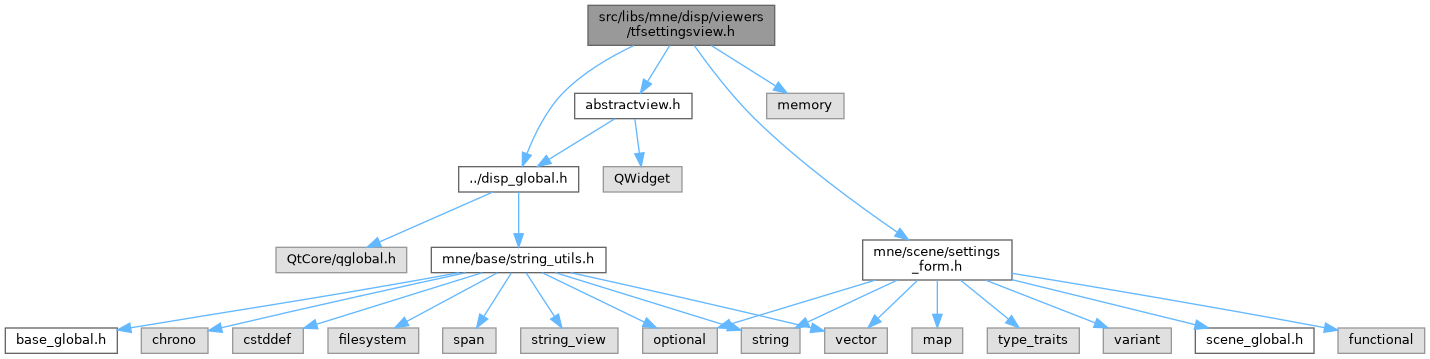 src/libs/mne/disp/viewers
/tfsettingsview.h
abstractview.h
memory
../disp_global.h
QWidget
QtCore/qglobal.h
mne/base/string_utils.h
mne/scene/settings
_form.h
base_global.h
chrono
cstddef
filesystem
span
string_view
optional
string
vector
map
type_traits
variant
scene_global.h
functional